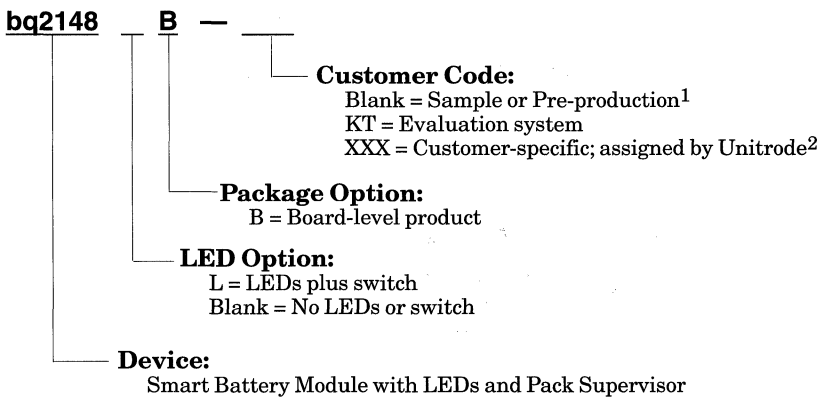 bq2148 _ B — __
Customer Code:
Blank = Sample or Pre-production1
KT = Evaluation system
XXX = Customer-specific; assigned by Unitrode2
Package Option:
B = Board-level product
LED Option:
L = LEDs plus switch
Blank = No LEDs or switch
Device:
Smart Battery Module with LEDs and Pack Supervisor